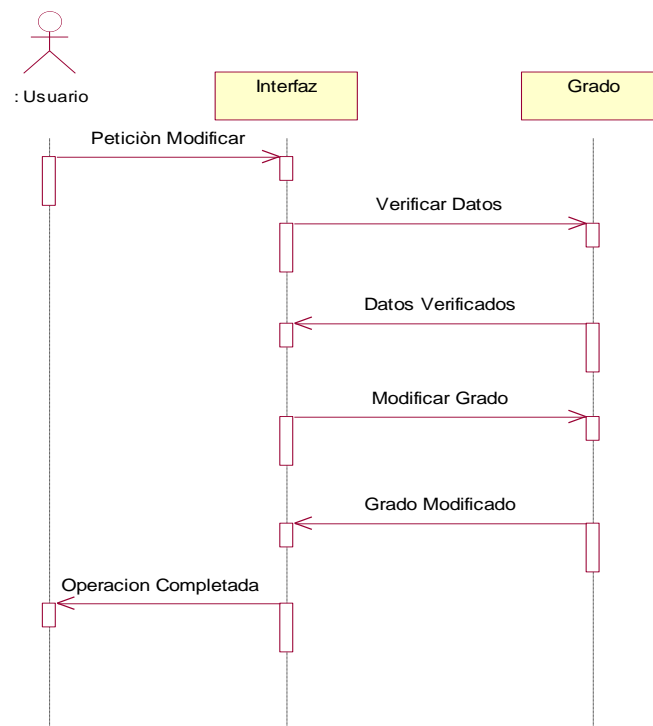 : Usuario
Interfaz
Grado
Peticiòn Modificar
Verificar Datos
Datos Verificados
Modificar Grado
Grado Modificado
Operacion Completada